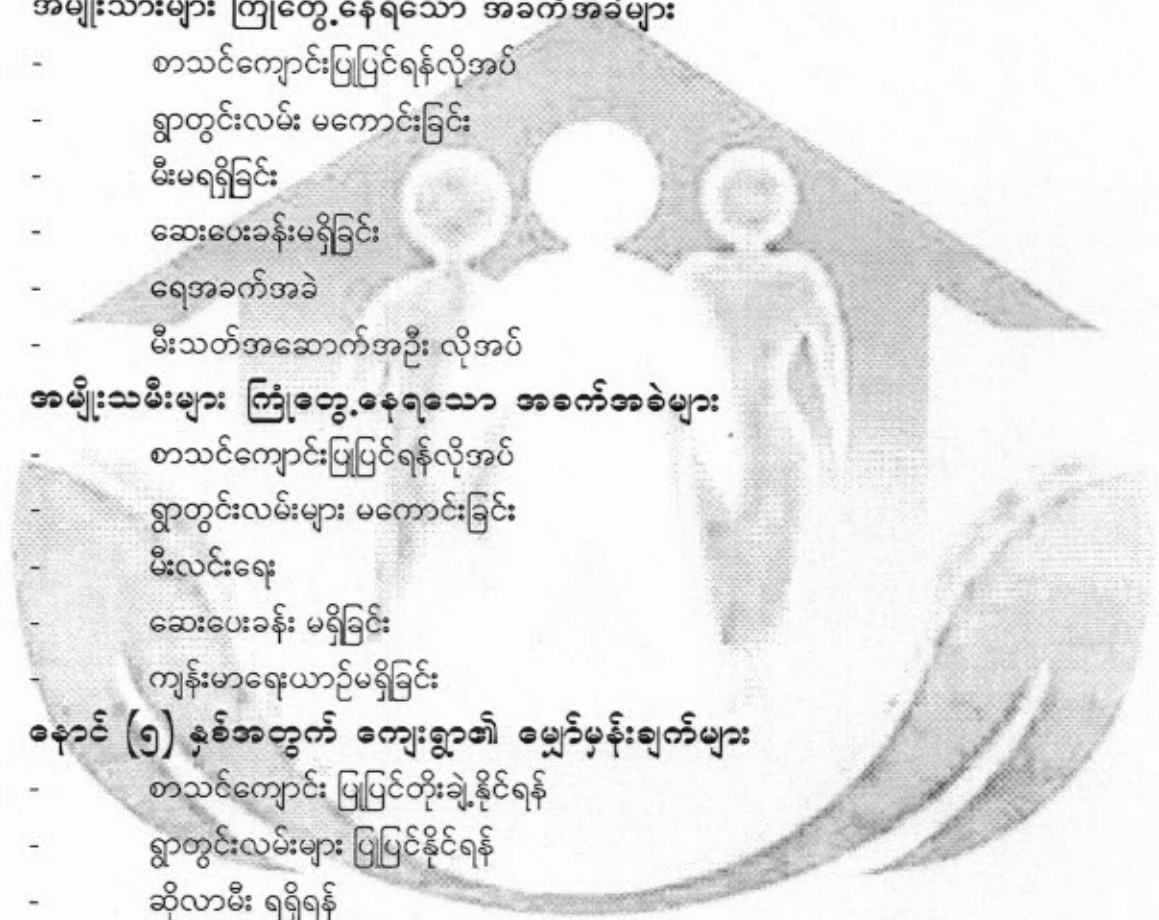 အမျိုးသားများ ကြုံတွေ့နေရသော အခက်အခဲများ
- စာသင်ကျောင်းပြုပြင်ရန်လိုအပ်
- ရွာတွင်းလမ်း မကောင်းခြင်း
- မီးမရရှိခြင်း
- ဆေးပေးခန်းမရှိခြင်း
- ရေအခက်အခဲ
- မီးသတ်အဆောက်အဦး လိုအပ်
အမျိုးသမီးများ ကြုံတွေ့နေရသော အခက်အခဲများ
- စာသင်ကျောင်းပြုပြင်ရန်လိုအပ်
- ရွာတွင်းလမ်းများ မကောင်းခြင်း
- မီးလင်းရေး
- ဆေးပေးခန်း မရှိခြင်း
- ကျန်းမာရေးယာဉ်မရှိခြင်း
နောင် (၅) နှစ်အတွက် ကျေးရွာ၏ မျှော်မှန်းချက်များ
- စာသင်ကျောင်း ပြုပြင်တိုးချဲ့နိုင်ရန်
- ရွာတွင်းလမ်းများ ပြုပြင်နိုင်ရန်
- ဆိုလာမီး ရရှိရန်